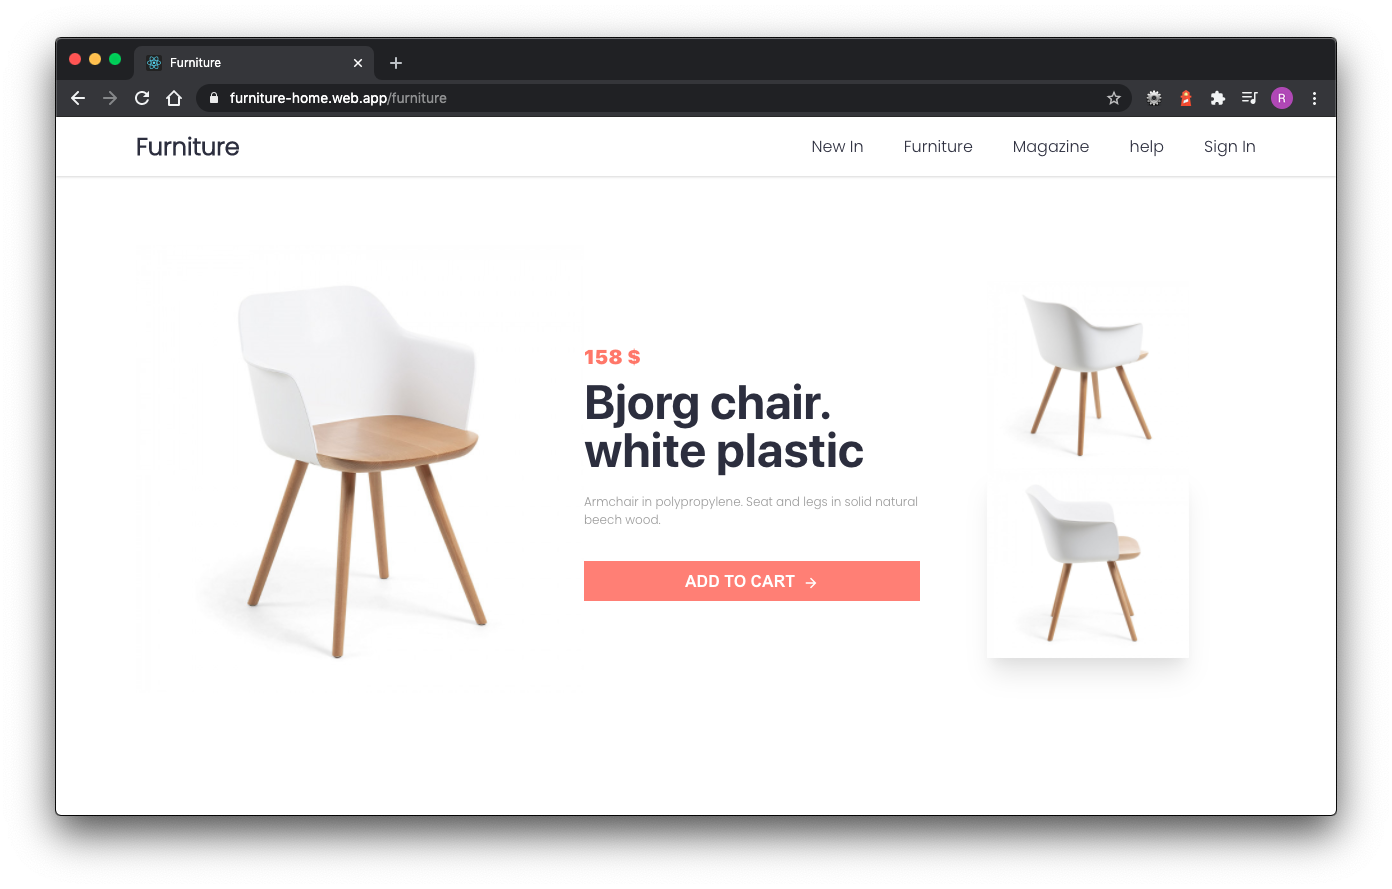 Furniture
furniture-home.web.app/furniture
R
Furniture
New In Furniture Magazine help Sign In
158 $
Bjorg chair.
white plastic
Armchair in polypropylene. Seat and legs in solid natural
beech wood.
ADD TO CART →